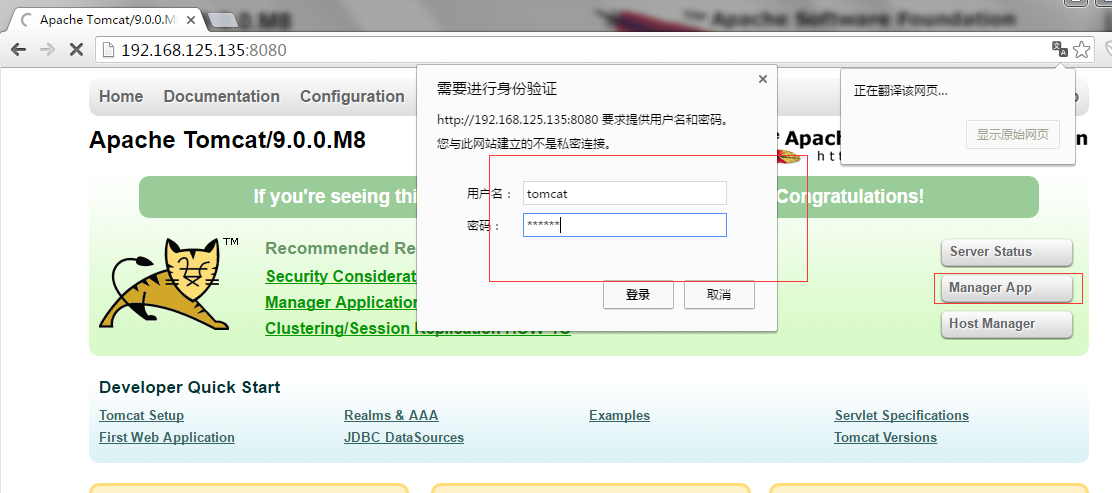 Apache Tomcat/9.0.0.M8
Apache Software Foundation
192.168.125.135:8080
正在翻译该网页...
显示原始网页
需要进行身份验证
http://192.168.125.135:8080 要求提供用户名和密码。
您与此网站建立的不是私密连接。
用户名： tomcat
密码： ******
登录 取消
Home Documentation Configuration
Apache Tomcat/9.0.0.M8
If you're seeing thi Congratulations!
TM
Recommended Re
Security Considerat
Manager Application
Clustering/Session Replication HOW-TO
Server Status
Manager App
Host Manager
Developer Quick Start
Tomcat Setup Realms & AAA Examples Servlet Specifications
First Web Application JDBC DataSources Tomcat Versions